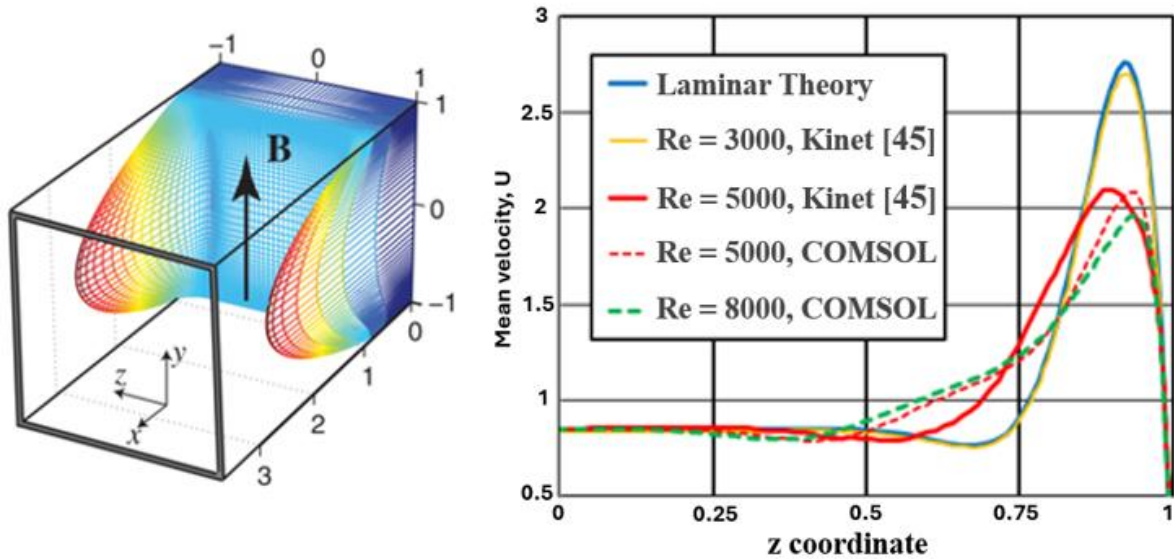 -1
0
1
1
0
-1
0
1
2
3
B
y
z
x
3
2.5
2
1.5
1
0.5
Mean velocity, U
Laminar Theory
Re = 3000, Kinet [45]
Re = 5000, Kinet [45]
Re = 5000, COMSOL
Re = 8000, COMSOL
0 0.25 0.5 0.75 1
z coordinate